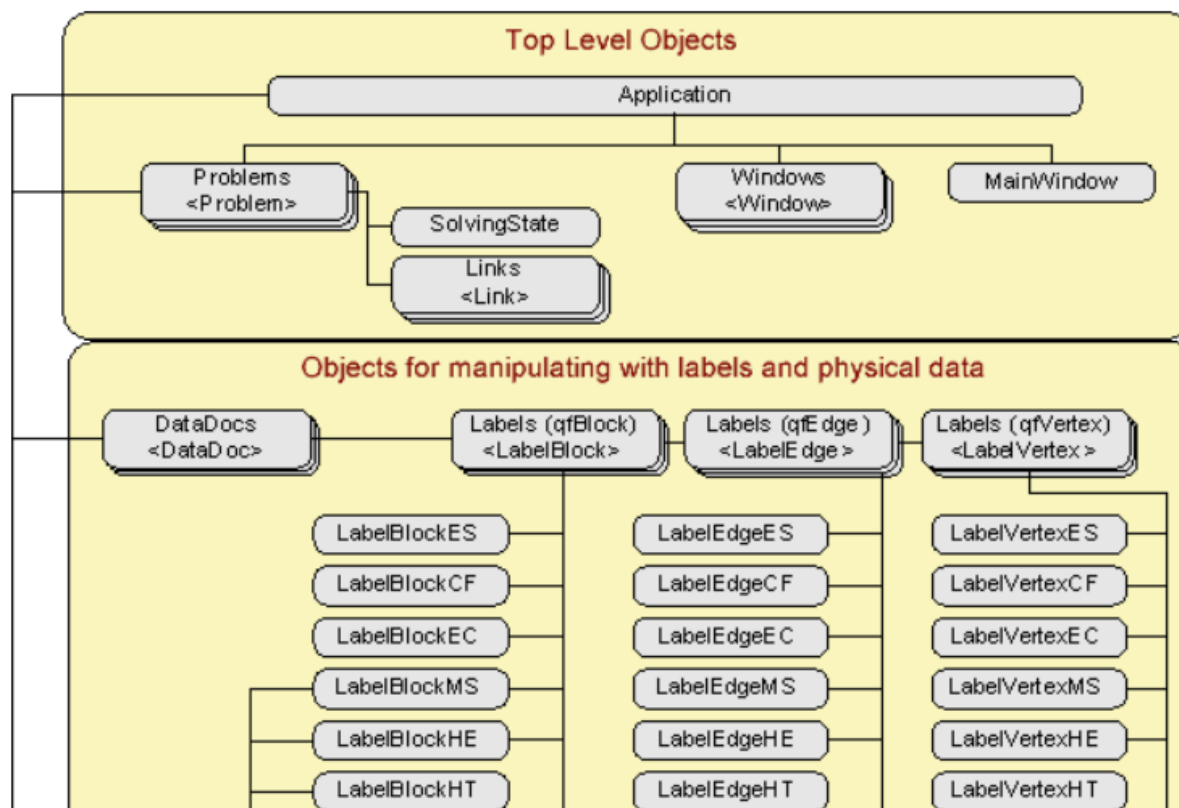 Top Level Objects
Application
Problems
<Problem>
Windows
<Window>
MainWindow
SolvingState
Links
<Link>
Objects for manipulating with labels and physical data
DataDocs
<DataDoc>
Labels (qfBlock)
<LabelBlock>
Labels (qfEdge )
<LabelEdge >
Labels (qfVertex)
<LabelVertex >
LabelBlockES
LabelEdgeES
LabelVertexES
LabelBlockCF
LabelEdgeCF
LabelVertexCF
LabelBlockEC
LabelEdgeEC
LabelVertexEC
LabelBlockMS
LabelEdgeMS
LabelVertexMS
LabelBlockHE
LabelEdgeHE
LabelVertexHE
LabelBlockHT
LabelEdgeHT
LabelVertexHT